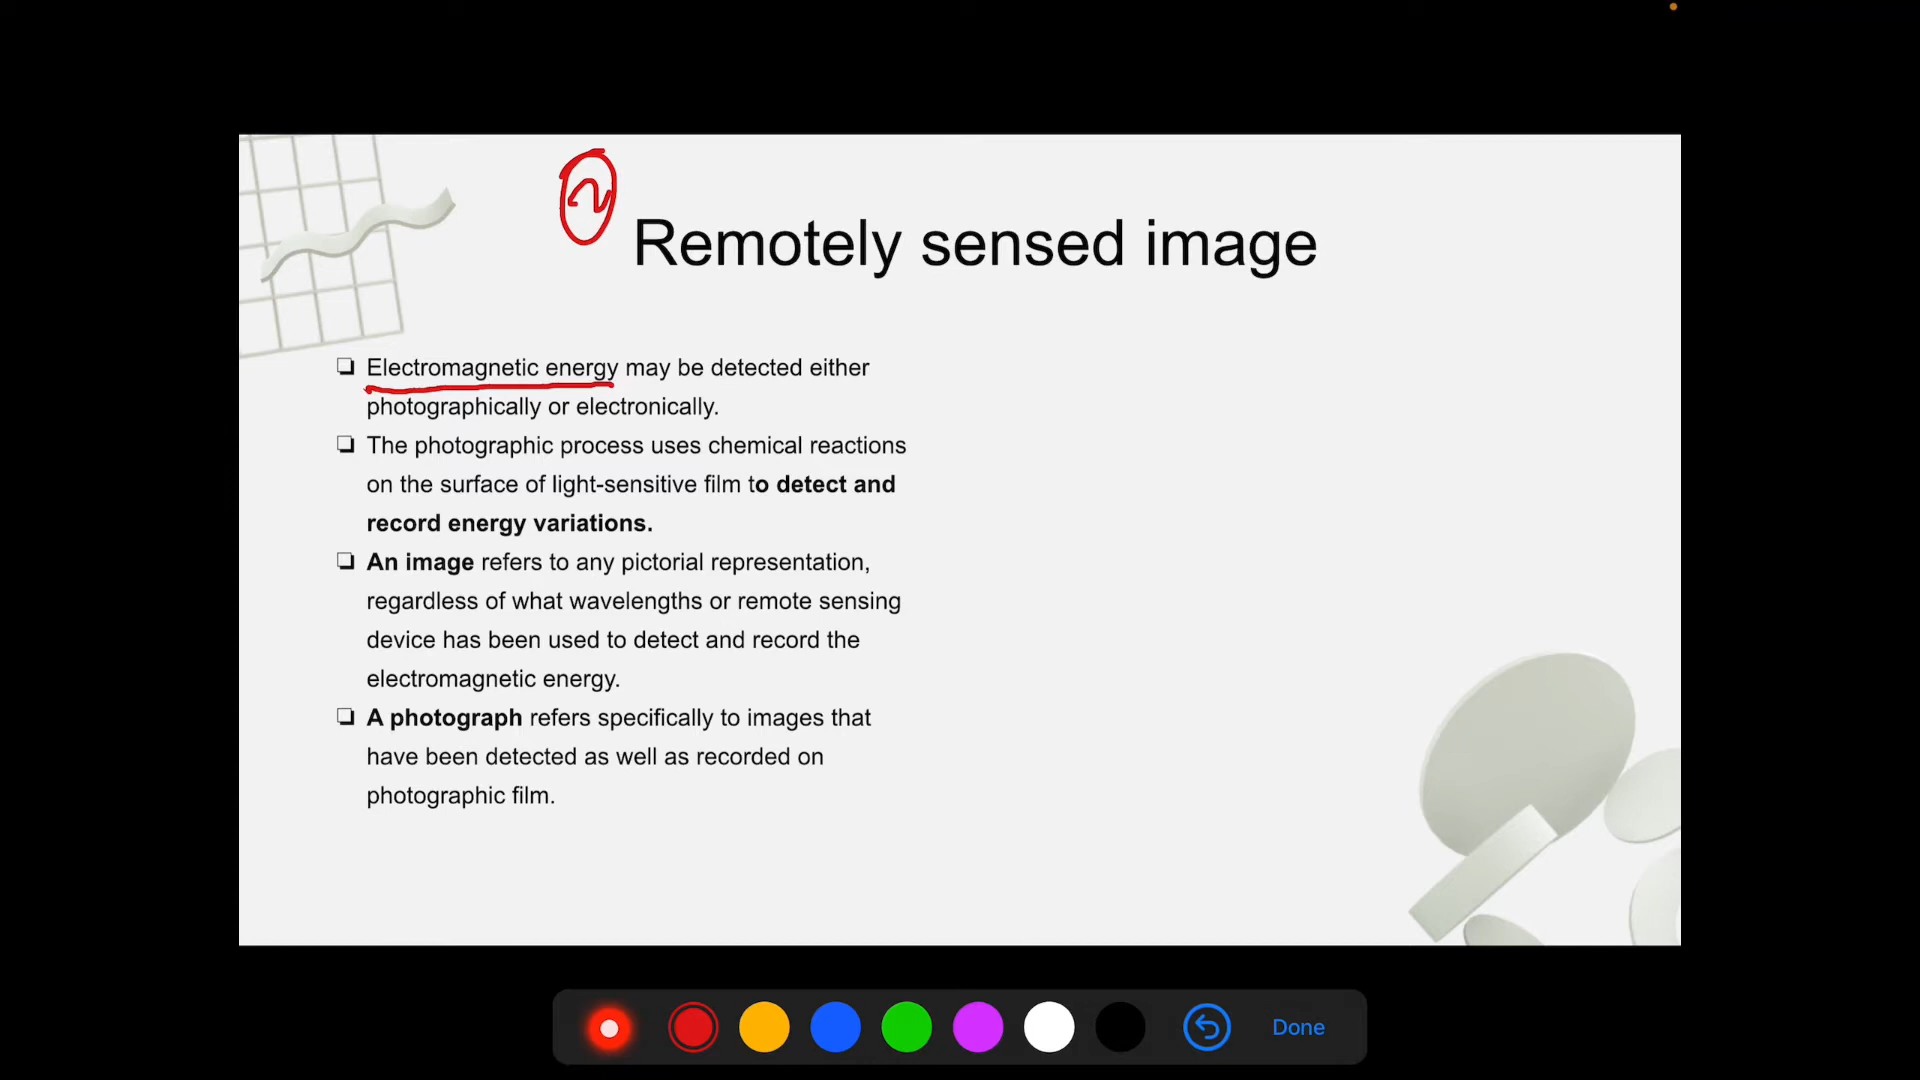 2
Remotely sensed image
❏ Electromagnetic energy may be detected either
photographically or electronically.
❏ The photographic process uses chemical reactions
on the surface of light-sensitive film to detect and
record energy variations.
❏ An image refers to any pictorial representation,
regardless of what wavelengths or remote sensing
device has been used to detect and record the
electromagnetic energy.
❏ A photograph refers specifically to images that
have been detected as well as recorded on
photographic film.
Done